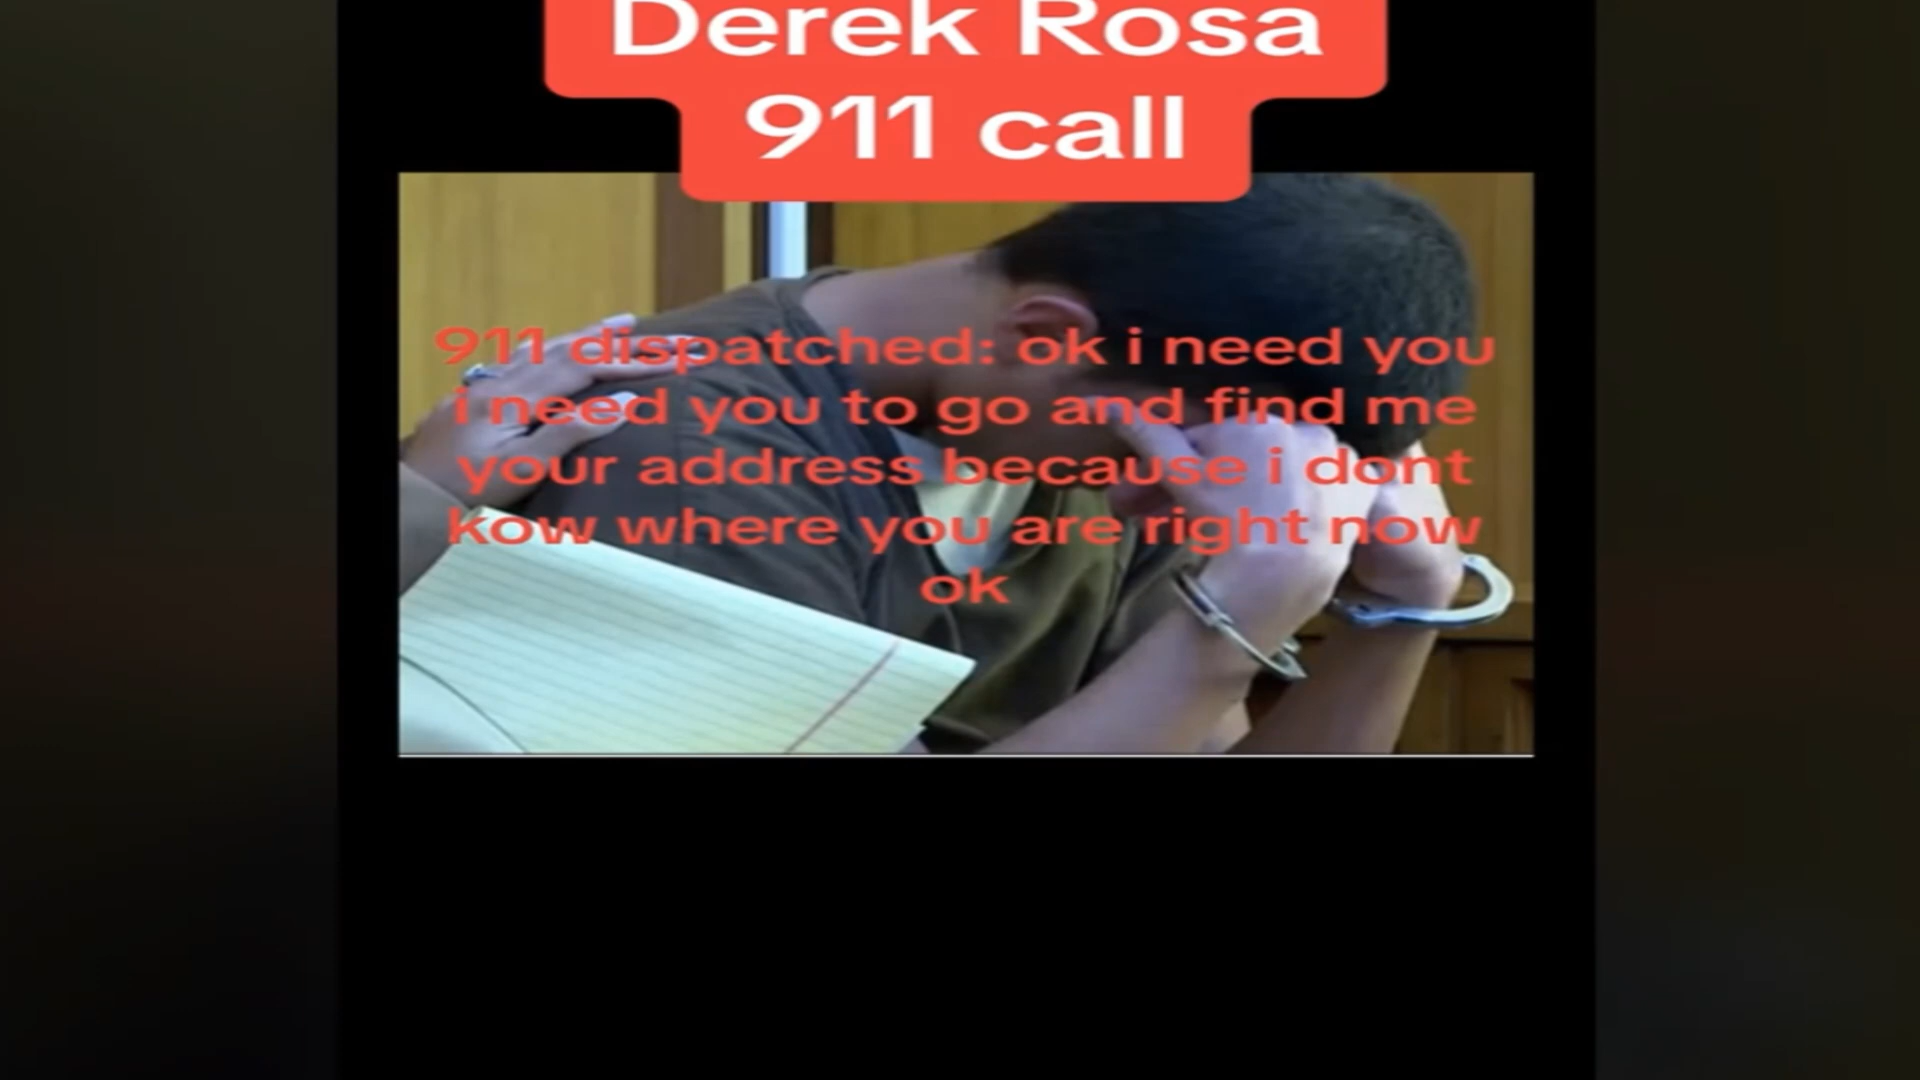 Derek Rosa
911 call
911 dispatched: ok i need you
i need you to go and find me
your address because i dont
kow where you are right now
ok